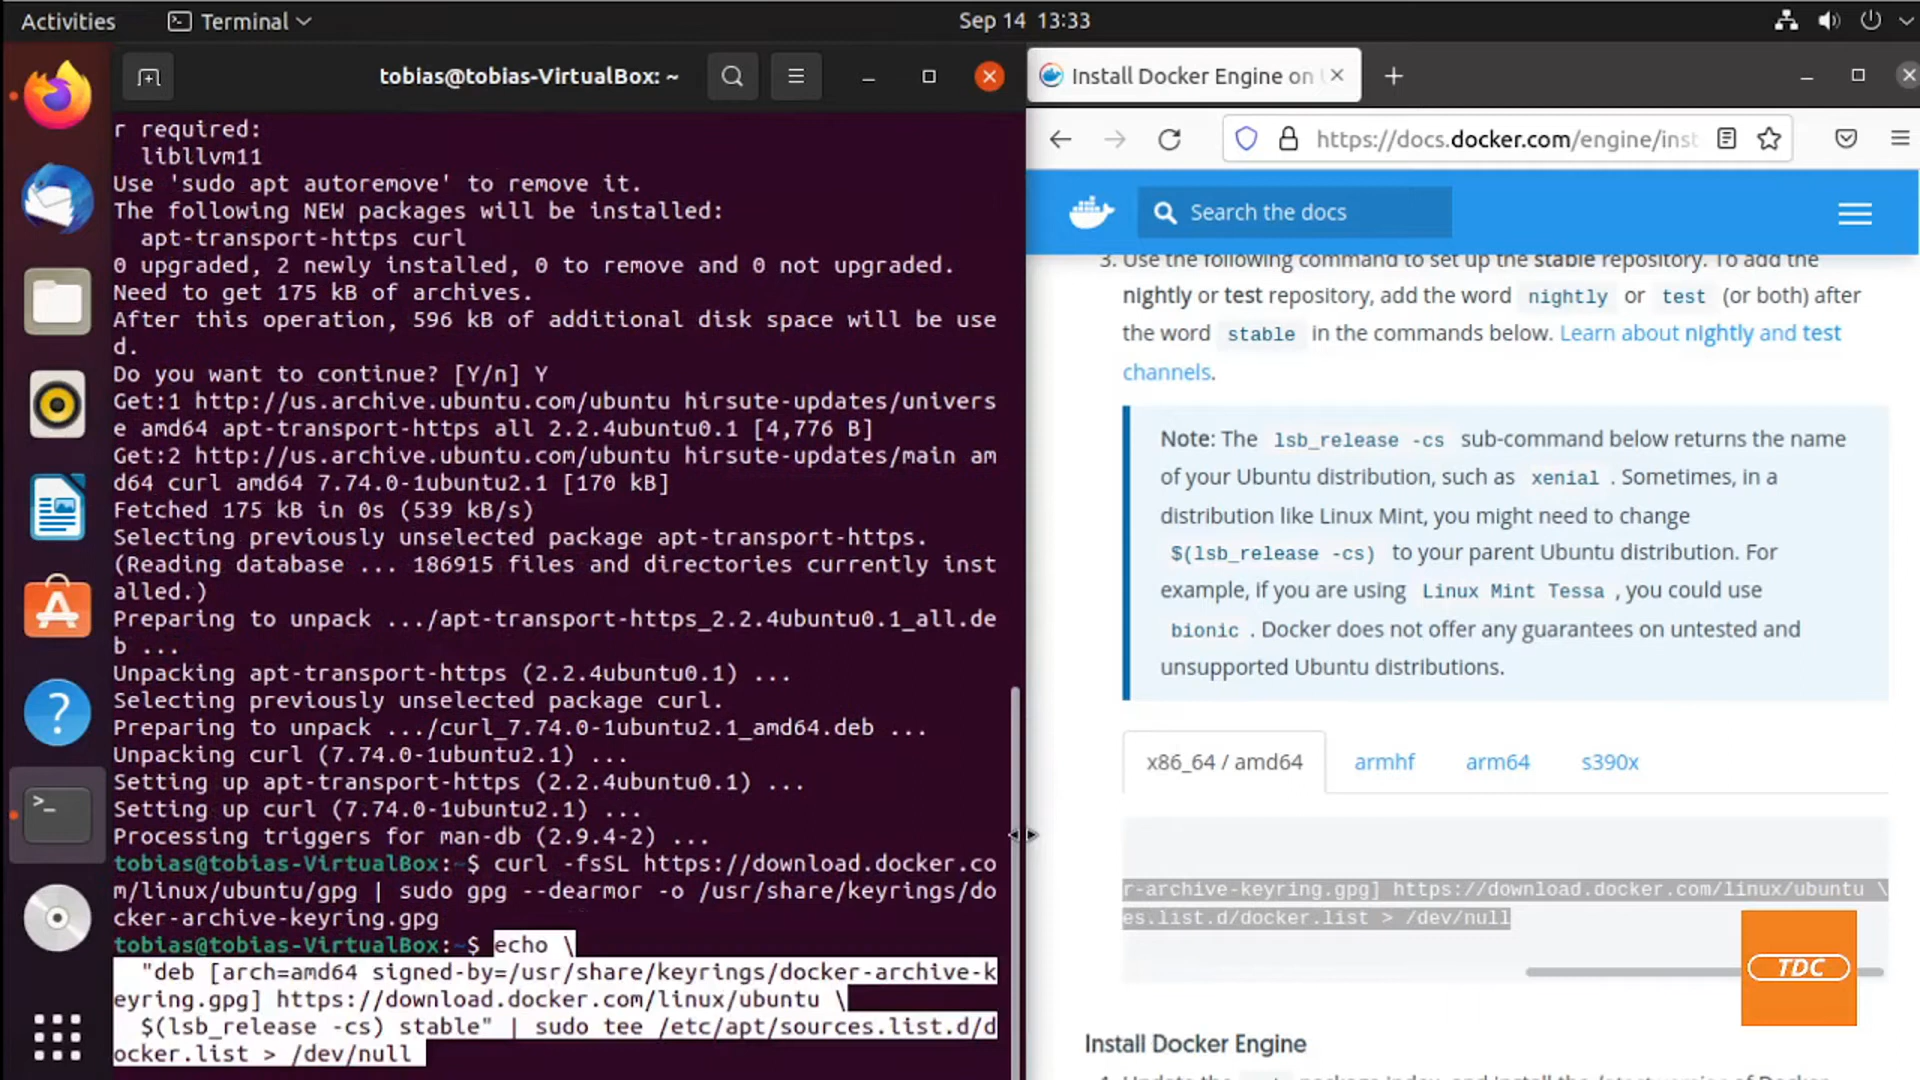 Activities
Terminal
Sep 14 13:33
tobias@tobias-VirtualBox: ~
r required:
libllvm11
Use 'sudo apt autoremove' to remove it.
The following NEW packages will be installed:
apt-transport-https curl
0 upgraded, 2 newly installed, 0 to remove and 0 not upgraded.
Need to get 175 kB of archives.
After this operation, 596 kB of additional disk space will be use
d.
Do you want to continue? [Y/n] Y
Get:1 http://us.archive.ubuntu.com/ubuntu hirsute-updates/univers
e amd64 apt-transport-https all 2.2.4ubuntu0.1 [4,776 B]
Get:2 http://us.archive.ubuntu.com/ubuntu hirsute-updates/main am
d64 curl amd64 7.74.0-1ubuntu2.1 [170 kB]
Fetched 175 kB in 0s (539 kB/s)
Selecting previously unselected package apt-transport-https.
(Reading database ... 186915 files and directories currently inst
alled.)
Preparing to unpack .../apt-transport-https_2.2.4ubuntu0.1_all.de
b ...
Unpacking apt-transport-https (2.2.4ubuntu0.1) ...
Selecting previously unselected package curl.
Preparing to unpack .../curl_7.74.0-1ubuntu2.1_amd64.deb ...
Unpacking curl (7.74.0-1ubuntu2.1) ...
Setting up apt-transport-https (2.2.4ubuntu0.1) ...
Setting up curl (7.74.0-1ubuntu2.1) ...
Processing triggers for man-db (2.9.4-2) ...
tobias@tobias-VirtualBox:~$ curl -fsSL https://download.docker.co
m/linux/ubuntu/gpg | sudo gpg --dearmor -o /usr/share/keyrings/do
cker-archive-keyring.gpg
tobias@tobias-VirtualBox:~$ echo \
"deb [arch=amd64 signed-by=/usr/share/keyrings/docker-archive-k
eyring.gpg] https://download.docker.com/linux/ubuntu \
$(lsb_release -cs) stable" | sudo tee /etc/apt/sources.list.d/d
ocker.list > /dev/null
Install Docker Engine on
https://docs.docker.com/engine/inst
Search the docs
3. Use the following command to set up the stable repository. To add the
nightly or test repository, add the word nightly or test (or both) after
the word stable in the commands below. Learn about nightly and test
channels.
Note: The lsb_release -cs sub-command below returns the name
of your Ubuntu distribution, such as xenial . Sometimes, in a
distribution like Linux Mint, you might need to change
$(lsb_release -cs) to your parent Ubuntu distribution. For
example, if you are using Linux Mint Tessa , you could use
bionic . Docker does not offer any guarantees on untested and
unsupported Ubuntu distributions.
x86_64 / amd64 armhf arm64 s390x
r-archive-keyring.gpg] https://download.docker.com/linux/ubuntu \
es.list.d/docker.list > /dev/null
TDC
Install Docker Engine
1. Update the package index, and install the latest version of Docker